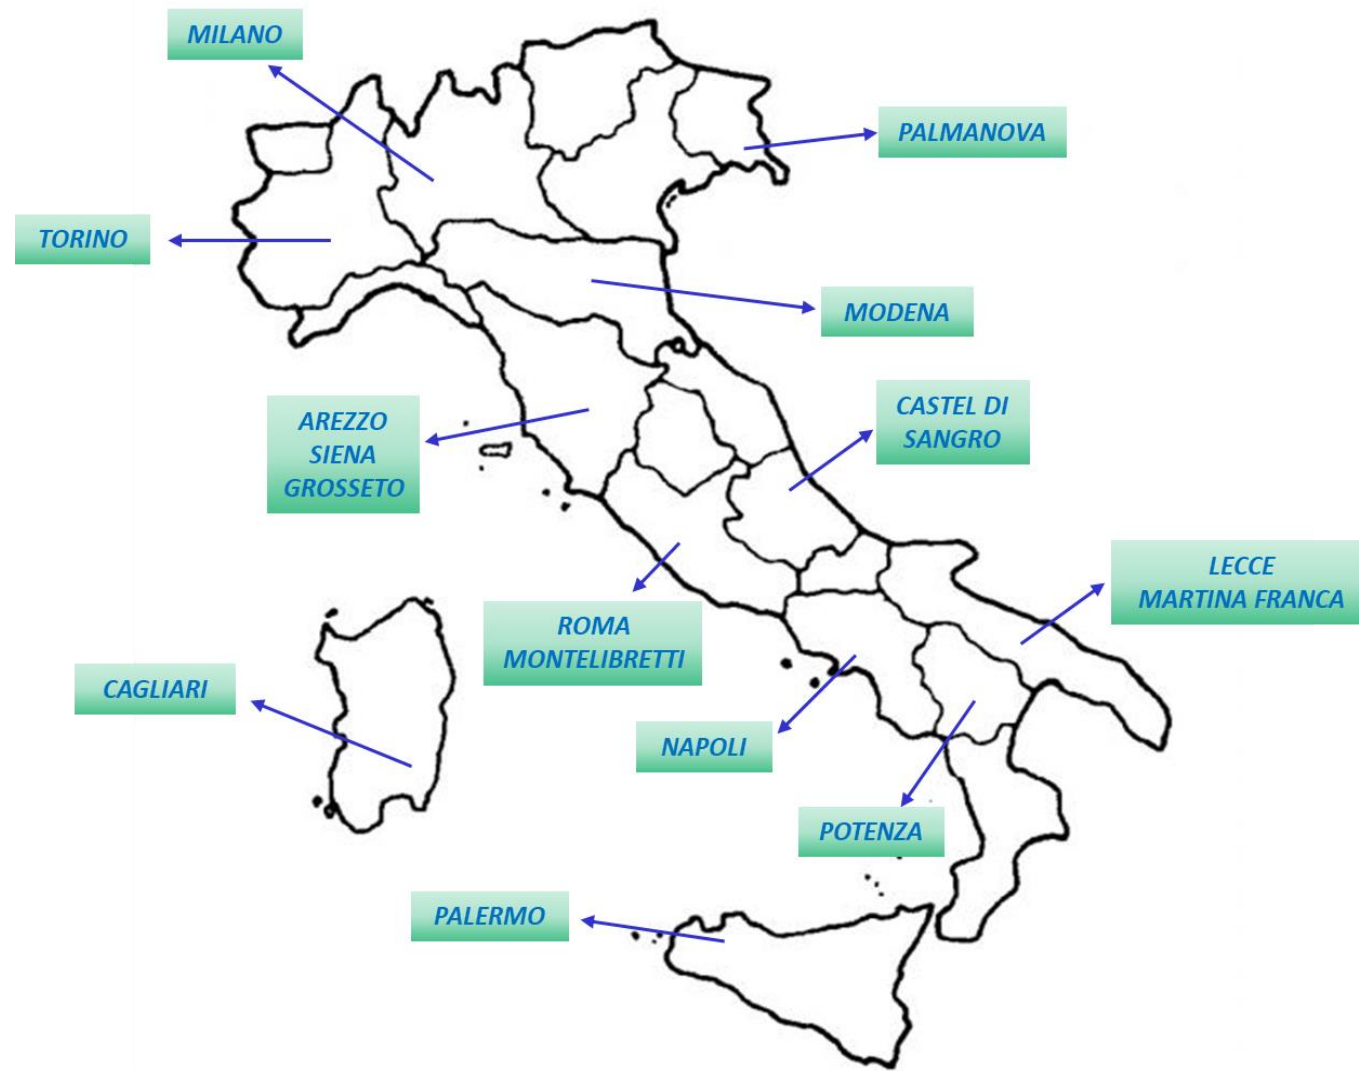 MILANO
PALMANOVA
TORINO
MODENA
CASTEL DI
SANGRO
AREZZO
SIENA
GROSSETO
LECCE
MARTINA FRANCA
ROMA
MONTELIBRETTI
CAGLIARI
NAPOLI
POTENZA
PALERMO